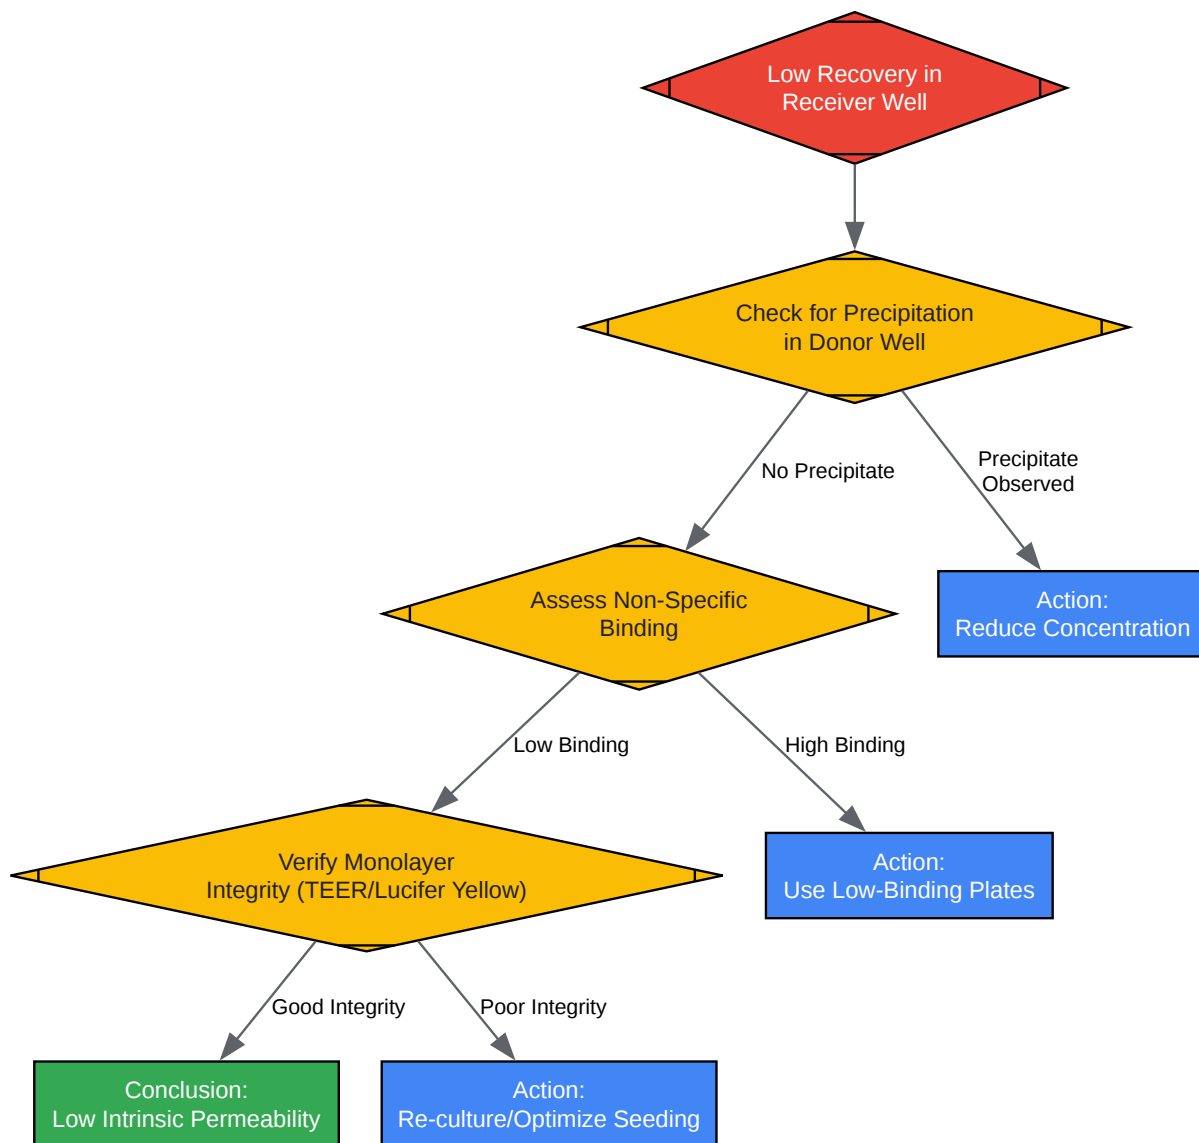 Low Recovery in
Receiver Well
Check for Precipitation
in Donor Well
No Precipitate
Precipitate
Observed
Assess Non-Specific
Binding
Action:
Reduce Concentration
Low Binding
High Binding
Verify Monolayer
Integrity (TEER/Lucifer Yellow)
Action:
Use Low-Binding Plates
Good Integrity
Poor Integrity
Conclusion:
Low Intrinsic Permeability
Action:
Re-culture/Optimize Seeding